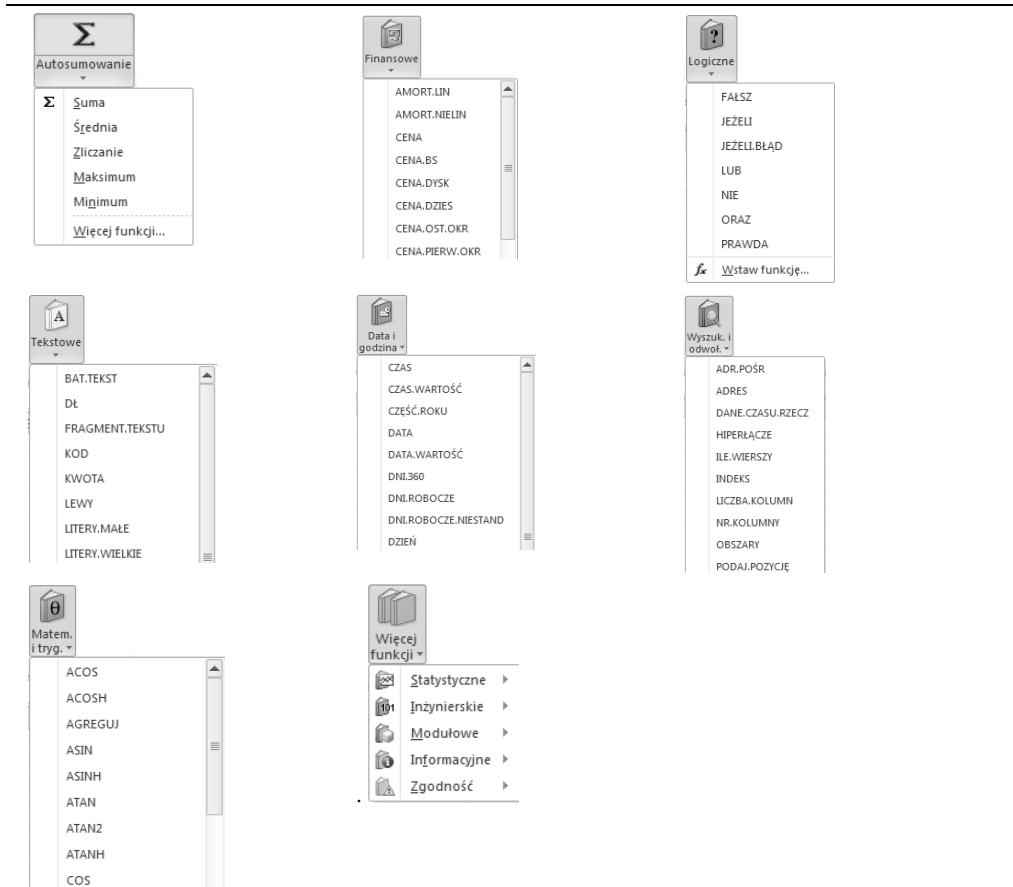 Σ
Autosumowanie
Σ Suma
Średnia
Zliczanie
Maksimum
Minimum
Więcej funkcji...
Finansowe
AMORT.LIN
AMORT.NIELIN
CENA
CENA.BS
CENA.DYSK
CENA.DZIES
CENA.OST.OKR
CENA.PIERW.OKR
?
Logiczne
FAŁSZ
JEŻELI
JEŻELI.BŁĄD
LUB
NIE
ORAZ
PRAWDA
fx Wstaw funkcję...
A
Tekstowe
BAT.TEKST
DŁ
FRAGMENT.TEKSTU
KOD
KWOTA
LEWY
LITERY.MAŁE
LITERY.WIELKIE
Data i
godzina
CZAS
CZAS.WARTOŚĆ
CZĘŚĆ.ROKU
DATA
DATA.WARTOŚĆ
DNI.360
DNI.ROBOCZE
DNI.ROBOCZE.NIESTAND
DZIEŃ
Wyszuk. i
odwoł.
ADR.POŚR
ADRES
DANE.CZASU.RZECZ
HIPERŁĄCZE
ILE.WIERSZY
INDEKS
LICZBA.KOLUMN
NR.KOLUMNY
OBSZARY
PODAJ.POZYCJĘ
θ
Matem.
i tryg.
ACOS
ACOSH
AGREGUJ
ASIN
ASINH
ATAN
ATAN2
ATANH
COS
Więcej
funkcji
Statystyczne
101 Inżynierskie
Modułowe
Informacyjne
Zgodność
.